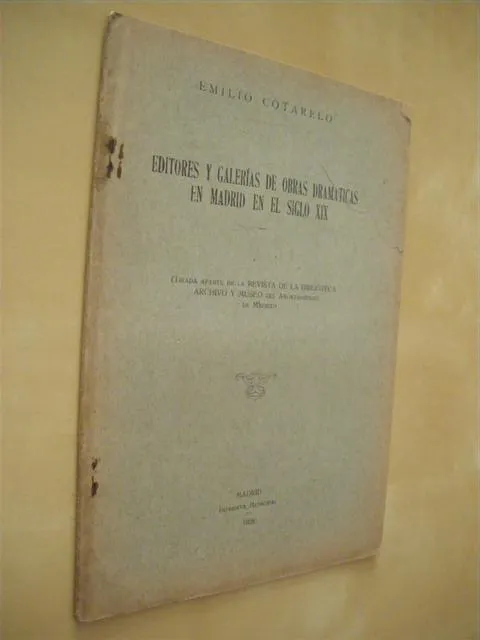 EMILIO COTARELO
EDITORES Y GALERÍAS DE OBRAS DRAMÁTICAS
EN MADRID EN EL SIGLO XIX
(TIRADA APARTE DE LA REVISTA DE LA BIBLIOTECA
ARCHIVO Y MUSEO DEL AYUNTAMIENTO
DE MADRID)
MADRID
IMPRENTA MUNICIPAL